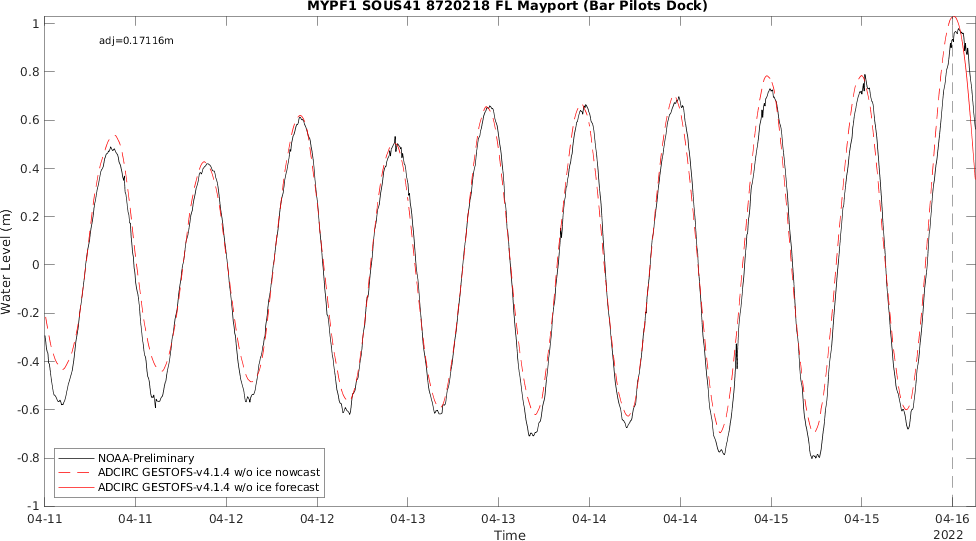 MYPF1 SOUS41 8720218 FL Mayport (Bar Pilots Dock)
adj=0.17116m
1
0.8
0.6
0.4
0.2
0
-0.2
-0.4
-0.6
-0.8
-1
Water Level (m)
NOAA-Preliminary
ADCIRC GESTOFS-v4.1.4 w/o ice nowcast
ADCIRC GESTOFS-v4.1.4 w/o ice forecast
04-11 04-11 04-12 04-12 04-13 04-13 04-14 04-14 04-15 04-15 04-16
Time
2022